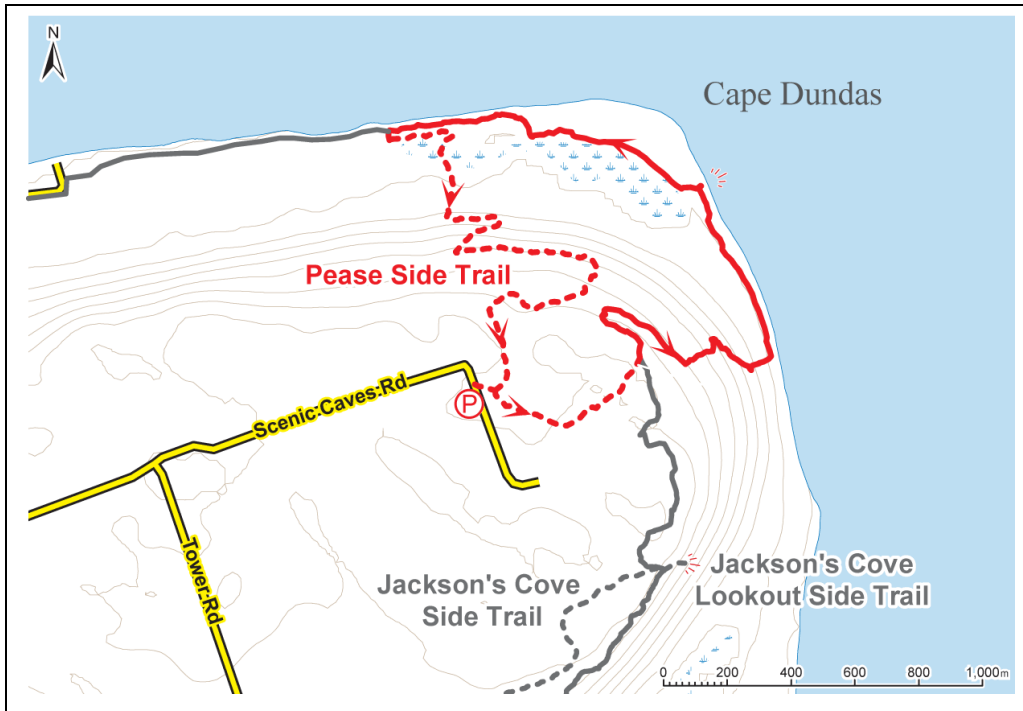 N
Cape Dundas
Pease Side Trail
Scenic Caves Rd
P
Tower Rd
Jackson's Cove
Side Trail
Jackson's Cove
Lookout Side Trail
0 200 400 600 800 1,000m